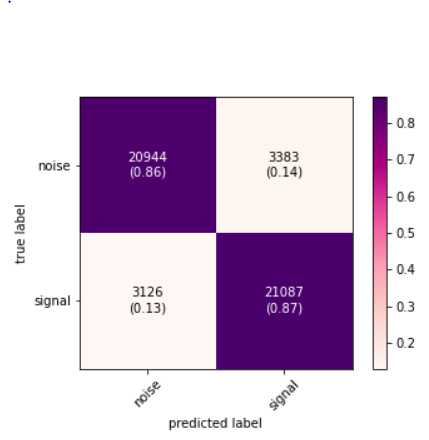 noise
20944
(0.86)
3383
(0.14)
true label
signal
3126
(0.13)
21087
(0.87)
noise
signal
predicted label
0.8
0.7
0.6
0.5
0.4
0.3
0.2